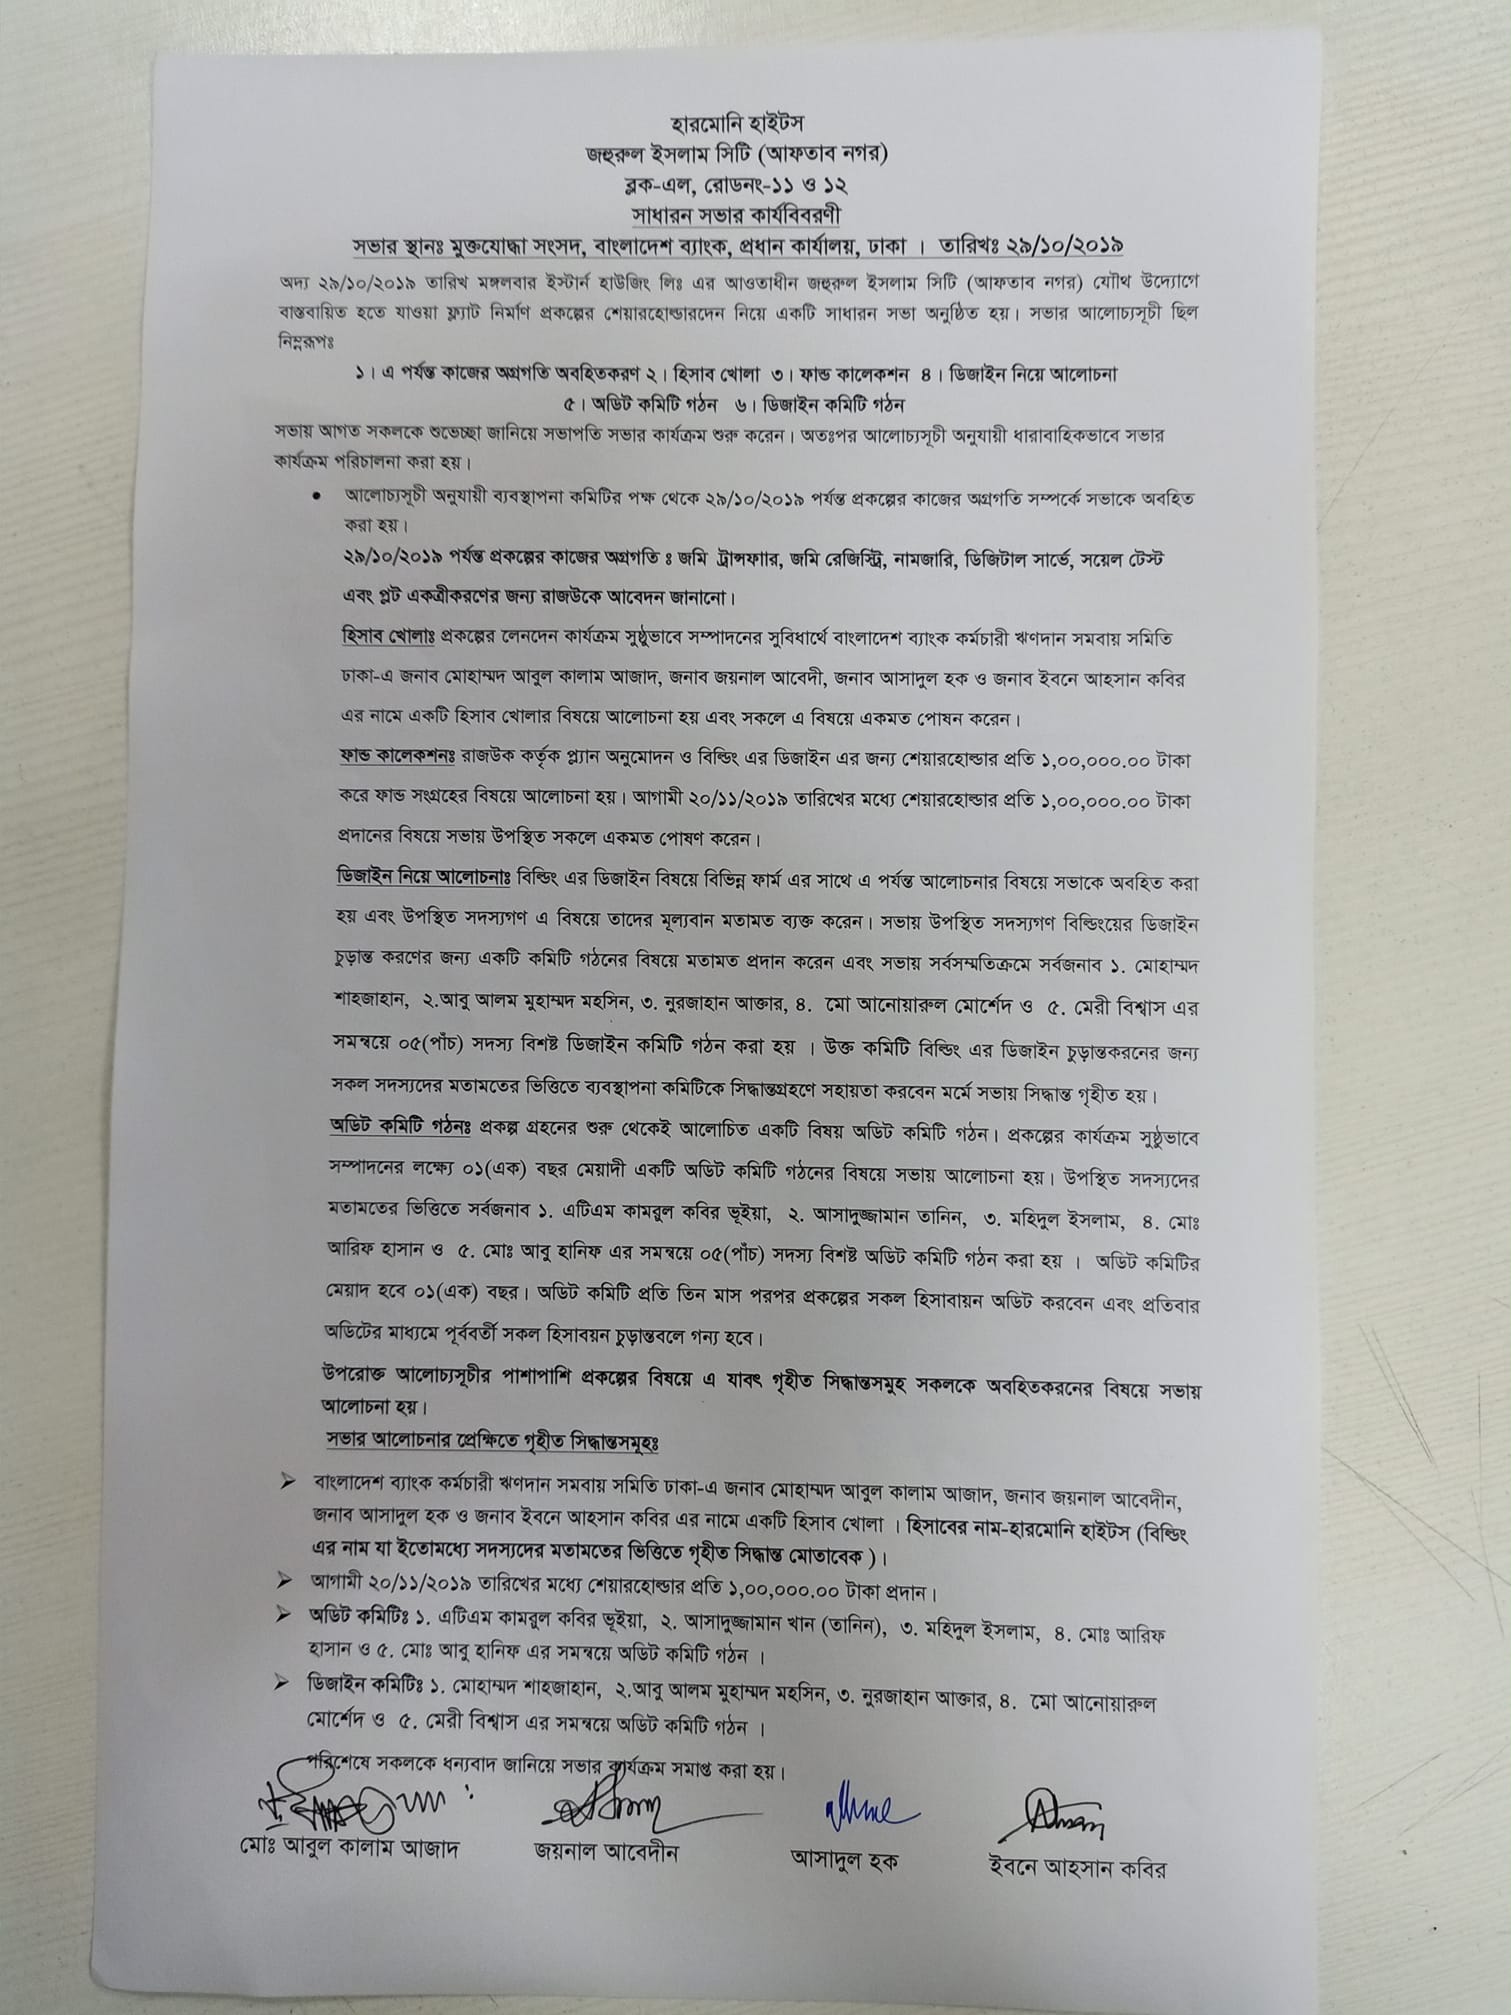 হারমোনি হাইটস
জহুরুল ইসলাম সিটি (আফতাব নগর)
ব্লক-এল, রোডনং-১১ ও ১২
সাধারন সভার কার্যবিবরণী
সভার স্থানঃ মুক্তযোদ্ধা সংসদ, বাংলাদেশ ব্যাংক, প্রধান কার্যালয়, ঢাকা । তারিখঃ ২৯/১০/২০১৯
অদ্য ২৯/১০/২০১৯ তারিখ মঙ্গলবার ইস্টার্ন হাউজিং লিঃ এর আওতাধীন জহুরুল ইসলাম সিটি (আফতাব নগর) যৌথ উদ্যোগে
বাস্তবায়িত হতে যাওয়া ফ্ল্যাট নির্মাণ প্রকল্পের শেয়ারহোল্ডারদেন নিয়ে একটি সাধারন সভা অনুষ্ঠিত হয়। সভার আলোচ্যসূচী ছিল
নিম্নরূপঃ
১। এ পর্যন্ত কাজের অগ্রগতি অবহিতকরণ ২। হিসাব খোলা ৩। ফান্ড কালেকশন ৪। ডিজাইন নিয়ে আলোচনা
৫। অডিট কমিটি গঠন ৬। ডিজাইন কমিটি গঠন
সভায় আগত সকলকে শুভেচ্ছা জানিয়ে সভাপতি সভার কার্যক্রম শুরু করেন। অতঃপর আলোচ্যসূচী অনুযায়ী ধারাবাহিকভাবে সভার
কার্যক্রম পরিচালনা করা হয়।
• আলোচ্যসূচী অনুযায়ী ব্যবস্থাপনা কমিটির পক্ষ থেকে ২৯/১০/২০১৯ পর্যন্ত প্রকল্পের কাজের অগ্রগতি সম্পর্কে সভাকে অবহিত
করা হয়।
২৯/১০/২০১৯ পর্যন্ত প্রকল্পের কাজের অগ্রগতি ঃ জমি ট্রান্সফাার, জমি রেজিস্ট্রি, নামজারি, ডিজিটাল সার্ভে, সয়েল টেস্ট
এবং প্লট একত্রীকরণের জন্য রাজউকে আবেদন জানানো।
হিসাব খোলাঃ প্রকল্পের লেনদেন কার্যক্রম সুষ্ঠুভাবে সম্পাদনের সুবিধার্থে বাংলাদেশ ব্যাংক কর্মচারী ঋণদান সমবায় সমিতি
ঢাকা-এ জনাব মোহাম্মদ আবুল কালাম আজাদ, জনাব জয়নাল আবেদী, জনাব আসাদুল হক ও জনাব ইবনে আহসান কবির
এর নামে একটি হিসাব খোলার বিষয়ে আলোচনা হয় এবং সকলে এ বিষয়ে একমত পোষন করেন।
ফান্ড কালেকশনঃ রাজউক কর্তৃক প্ল্যান অনুমোদন ও বিল্ডিং এর ডিজাইন এর জন্য শেয়ারহোল্ডার প্রতি ১,০০,০০০.০০ টাকা
করে ফান্ড সংগ্রহের বিষয়ে আলোচনা হয়। আগামী ২০/১১/২০১৯ তারিখের মধ্যে শেয়ারহোল্ডার প্রতি ১,০০,০০০.০০ টাকা
প্রদানের বিষয়ে সভায় উপস্থিত সকলে একমত পোষণ করেন।
ডিজাইন নিয়ে আলোচনাঃ বিল্ডিং এর ডিজাইন বিষয়ে বিভিন্ন ফার্ম এর সাথে এ পর্যন্ত আলোচনার বিষয়ে সভাকে অবহিত করা
হয় এবং উপস্থিত সদস্যগণ এ বিষয়ে তাদের মূল্যবান মতামত ব্যক্ত করেন। সভায় উপস্থিত সদস্যগণ বিল্ডিংয়ের ডিজাইন
চুড়ান্ত করণের জন্য একটি কমিটি গঠনের বিষয়ে মতামত প্রদান করেন এবং সভায় সর্বসম্মতিক্রমে সর্বজনাব ১. মোহাম্মদ
শাহজাহান, ২.আবু আলম মুহাম্মদ মহসিন, ৩. নুরজাহান আক্তার, ৪. মো আনোয়ারুল মোর্শেদ ও ৫. মেরী বিশ্বাস এর
সমন্বয়ে ০৫(পাঁচ) সদস্য বিশষ্ট ডিজাইন কমিটি গঠন করা হয় । উক্ত কমিটি বিল্ডিং এর ডিজাইন চুড়ান্তকরনের জন্য
সকল সদস্যদের মতামতের ভিত্তিতে ব্যবস্থাপনা কমিটিকে সিদ্ধান্তগ্রহণে সহায়তা করবেন মর্মে সভায় সিদ্ধান্ত গৃহীত হয়।
অডিট কমিটি গঠনঃ প্রকল্প গ্রহনের শুরু থেকেই আলোচিত একটি বিষয় অডিট কমিটি গঠন। প্রকল্পের কার্যক্রম সুষ্ঠুভাবে
সম্পাদনের লক্ষ্যে ০১(এক) বছর মেয়াদী একটি অডিট কমিটি গঠনের বিষয়ে সভায় আলোচনা হয়। উপস্থিত সদস্যদের
মতামতের ভিত্তিতে সর্বজনাব ১. এটিএম কামরুল কবির ভূইয়া, ২. আসাদুজ্জামান তানিন, ৩. মহিদুল ইসলাম, ৪. মোঃ
আরিফ হাসান ও ৫. মোঃ আবু হানিফ এর সমন্বয়ে ০৫(পাঁচ) সদস্য বিশষ্ট অডিট কমিটি গঠন করা হয় । অডিট কমিটির
মেয়াদ হবে ০১(এক) বছর। অডিট কমিটি প্রতি তিন মাস পরপর প্রকল্পের সকল হিসাবায়ন অডিট করবেন এবং প্রতিবার
অডিটের মাধ্যমে পূর্ববর্তী সকল হিসাবয়ন চুড়ান্তবলে গন্য হবে।
উপরোক্ত আলোচ্যসূচীর পাশাপাশি প্রকল্পের বিষয়ে এ যাবৎ গৃহীত সিদ্ধান্তসমুহ সকলকে অবহিতকরনের বিষয়ে সভায়
আলোচনা হয়।
সভার আলোচনার প্রেক্ষিতে গৃহীত সিদ্ধান্তসমূহঃ
➢ বাংলাদেশ ব্যাংক কর্মচারী ঋণদান সমবায় সমিতি ঢাকা-এ জনাব মোহাম্মদ আবুল কালাম আজাদ, জনাব জয়নাল আবেদীন,
জনাব আসাদুল হক ও জনাব ইবনে আহসান কবির এর নামে একটি হিসাব খোলা । হিসাবের নাম-হারমোনি হাইটস (বিল্ডিং
এর নাম যা ইতোমধ্যে সদস্যদের মতামতের ভিত্তিতে গৃহীত সিদ্ধান্ত মোতাবেক )।
➢ আগামী ২০/১১/২০১৯ তারিখের মধ্যে শেয়ারহোল্ডার প্রতি ১,০০,০০০.০০ টাকা প্রদান।
➢ অডিট কমিটিঃ ১. এটিএম কামরুল কবির ভূইয়া, ২. আসাদুজ্জামান খান (তানিন), ৩. মহিদুল ইসলাম, ৪. মোঃ আরিফ
হাসান ও ৫. মোঃ আবু হানিফ এর সমন্বয়ে অডিট কমিটি গঠন ।
➢ ডিজাইন কমিটিঃ ১. মোহাম্মদ শাহজাহান, ২.আবু আলম মুহাম্মদ মহসিন, ৩. নুরজাহান আক্তার, ৪. মো আনোয়ারুল
মোর্শেদ ও ৫. মেরী বিশ্বাস এর সমন্বয়ে অডিট কমিটি গঠন ।
পরিশেষে সকলকে ধন্যবাদ জানিয়ে সভার কার্যক্রম সমাপ্ত করা হয়।
মোঃ আবুল কালাম আজাদ জয়নাল আবেদীন আসাদুল হক ইবনে আহসান কবির